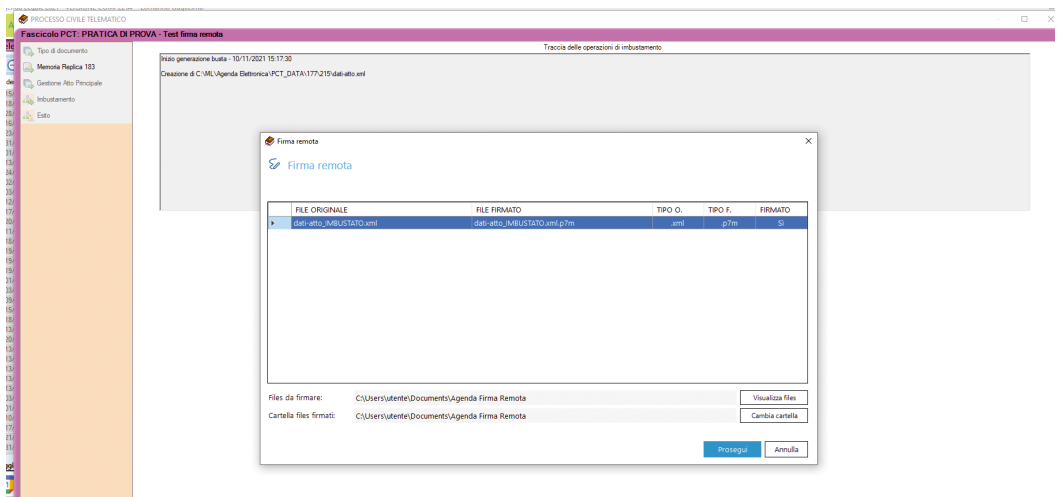 PROCESSO CIVILE TELEMATICO
Fascicolo PCT: PRATICA DI PROVA - Test firma remota
Tipo di documento
Memoria Replica 183
Gestione Atto Principale
Imbustamento
Esito
Traccia delle operazioni di imbustamento
Inizio generazione busta - 10/11/2021 15:17:30
Creazione di C:\ML\Agenda Elettronica\PCT_DATA\177\215\dati-atto.xml
Firma remota
Firma remota
FILE ORIGINALE FILE FIRMATO TIPO O. TIPO F. FIRMATO
dati-atto_IMBUSTATO.xml dati-atto_IMBUSTATO.xml.p7m .xml .p7m Sì
Files da firmare: C:\Users\utente\Documents\Agenda Firma Remota Visualizza files
Cartella files firmati: C:\Users\utente\Documents\Agenda Firma Remota Cambia cartella
Prosegui Annulla